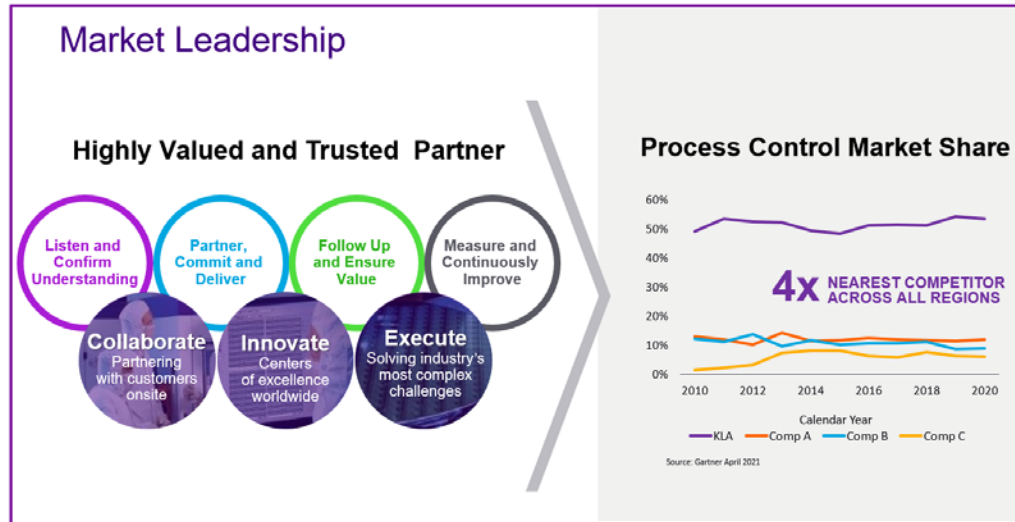 Market Leadership
Highly Valued and Trusted Partner
Listen and
Confirm
Understanding
Partner,
Commit and
Deliver
Follow Up
and Ensure
Value
Measure and
Continuously
Improve
Collaborate
Partnering
with customers
onsite
Innovate
Centers
of excellence
worldwide
Execute
Solving industry's
most complex
challenges
Process Control Market Share
60%
50%
40%
30%
20%
10%
0%
4x NEAREST COMPETITOR
ACROSS ALL REGIONS
2010 2012 2014 2016 2018 2020
Calendar Year
KLA Comp A Comp B Comp C
Source: Gartner April 2021